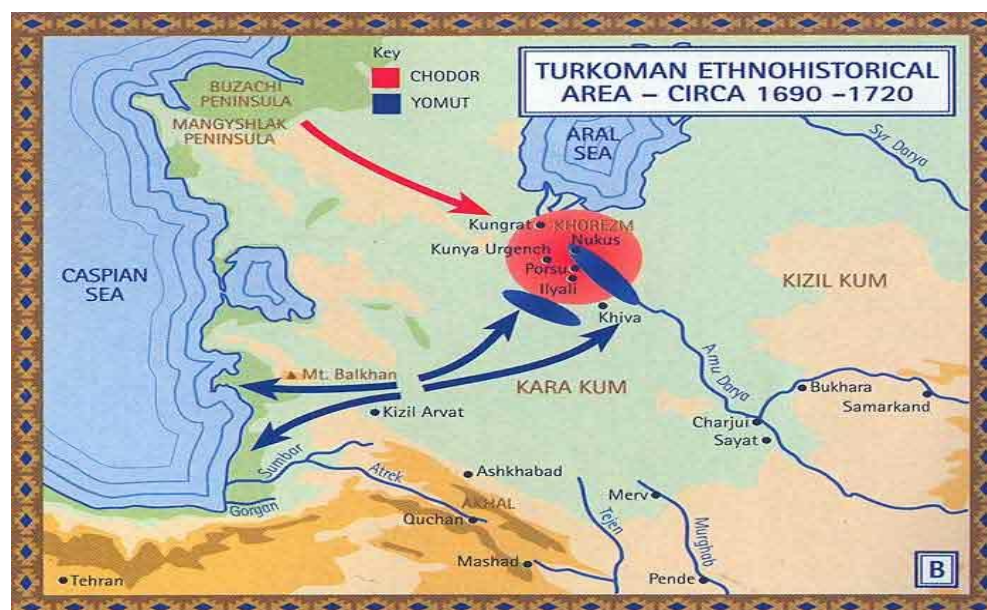 Key
CHODOR
YOMUT
TURKOMAN ETHNOHISTORICAL
AREA – CIRCA 1690 –1720
BUZACHI
PENINSULA
MANGYSHLAK
PENINSULA
ARAL
SEA
Syr Darya
Kungrat
KHOREZM
Nukus
Kunya Urgench
Porsu
Ilyali
Khiva
CASPIAN
SEA
KIZIL KUM
Mt. Balkhan
KARA KUM
Amu Darya
Bukhara
Samarkand
Kizil Arvat
Charjui
Sayat
Sumbar
Atrek
Ashkhabad
Gorgan
AKHAL
Quchan
Merv
Tejen
Murghab
Mashad
Pende
Tehran
B